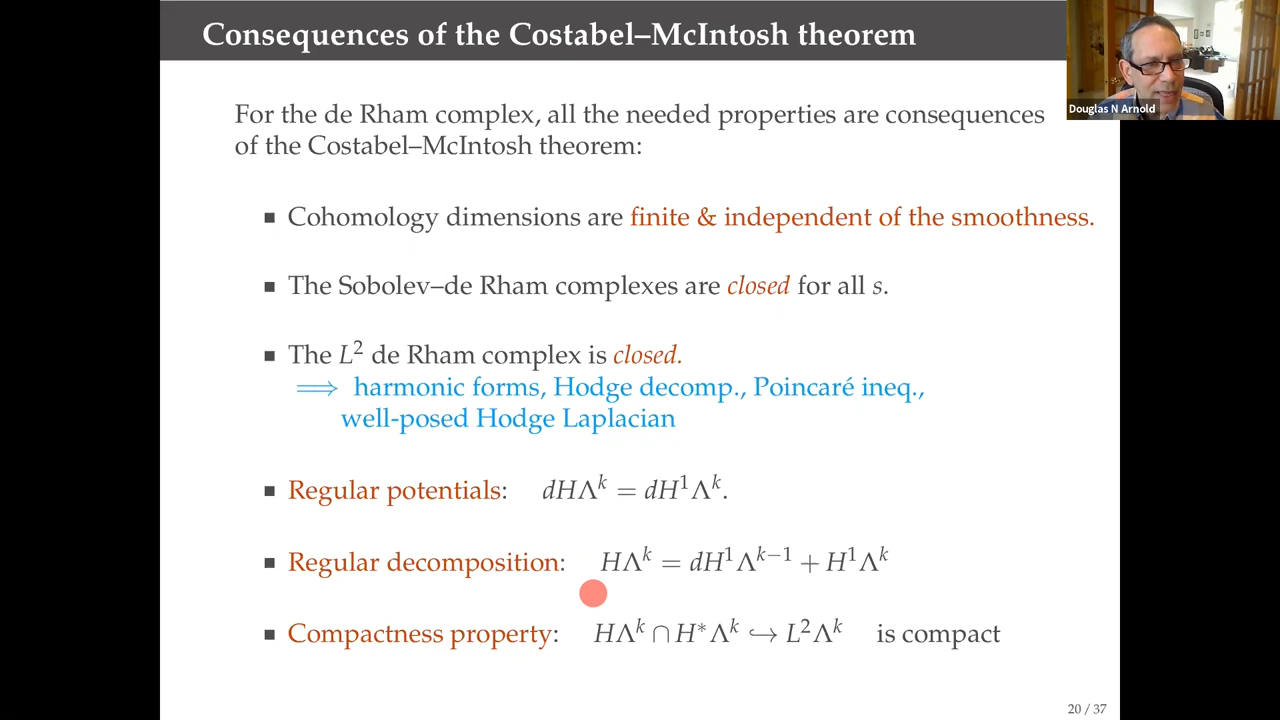 Consequences of the Costabel–McIntosh theorem
Douglas N Arnold
For the de Rham complex, all the needed properties are consequences
of the Costabel–McIntosh theorem:
■ Cohomology dimensions are finite & independent of the smoothness.
■ The Sobolev–de Rham complexes are closed for all s.
■ The L² de Rham complex is closed.
⟹ harmonic forms, Hodge decomp., Poincaré ineq.,
well-posed Hodge Laplacian
■ Regular potentials: dHΛᵏ = dH¹Λᵏ.
■ Regular decomposition: HΛᵏ = dH¹Λᵏ⁻¹ + H¹Λᵏ
■ Compactness property: HΛᵏ ∩ H*Λᵏ ↪ L²Λᵏ is compact
20 / 37